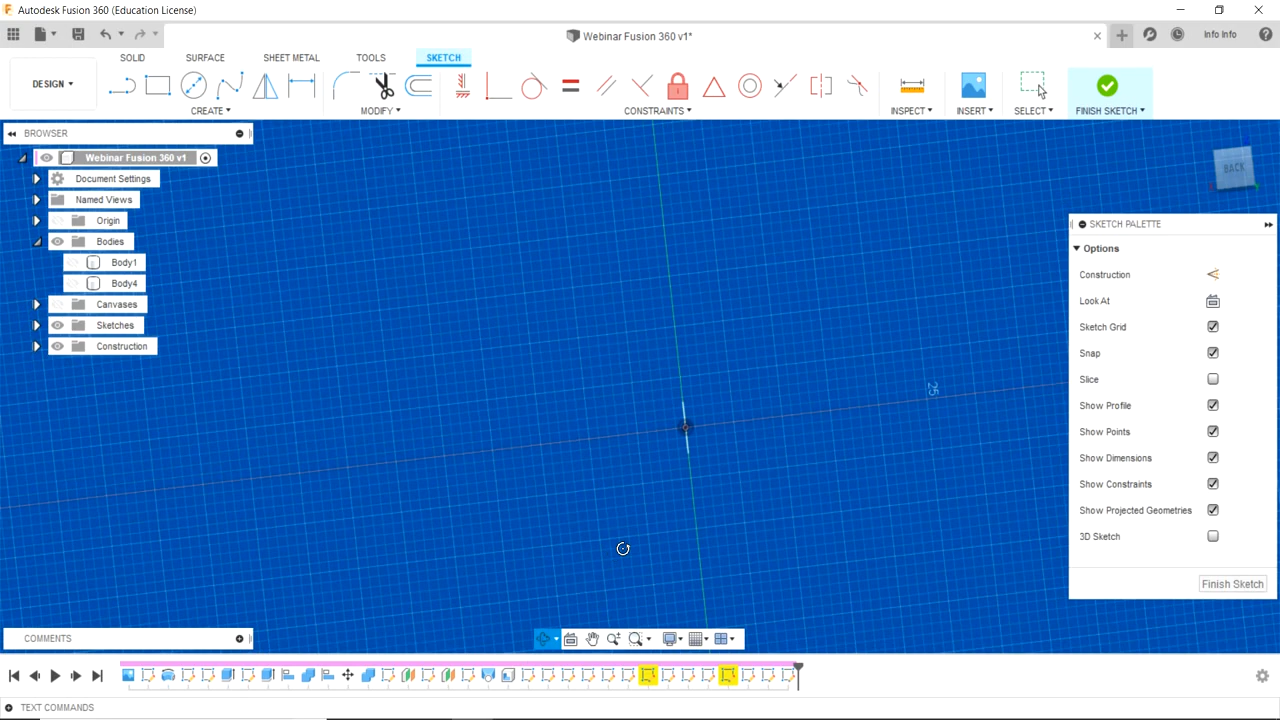 Autodesk Fusion 360 (Education License)
Webinar Fusion 360 v1*
Info Info
SOLID SURFACE SHEET METAL TOOLS SKETCH
DESIGN
CREATE MODIFY CONSTRAINTS INSPECT INSERT SELECT FINISH SKETCH
BROWSER
Webinar Fusion 360 v1
Document Settings
Named Views
Origin
Bodies
Body1
Body4
Canvases
Sketches
Construction
BACK
25
SKETCH PALETTE
Options
Construction
Look At
Sketch Grid
Snap
Slice
Show Profile
Show Points
Show Dimensions
Show Constraints
Show Projected Geometries
3D Sketch
Finish Sketch
COMMENTS
TEXT COMMANDS